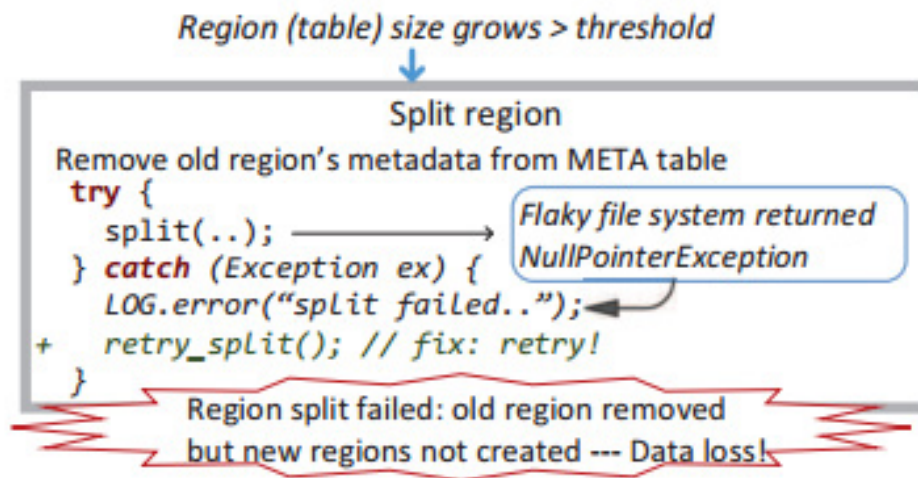 Region (table) size grows > threshold
Split region
Remove old region's metadata from META table
try {
split(..);
Flaky file system returned
NullPointerException
} catch (Exception ex) {
LOG.error(“split failed..”);
+ retry_split(); // fix: retry!
}
Region split failed: old region removed
but new regions not created --- Data loss!